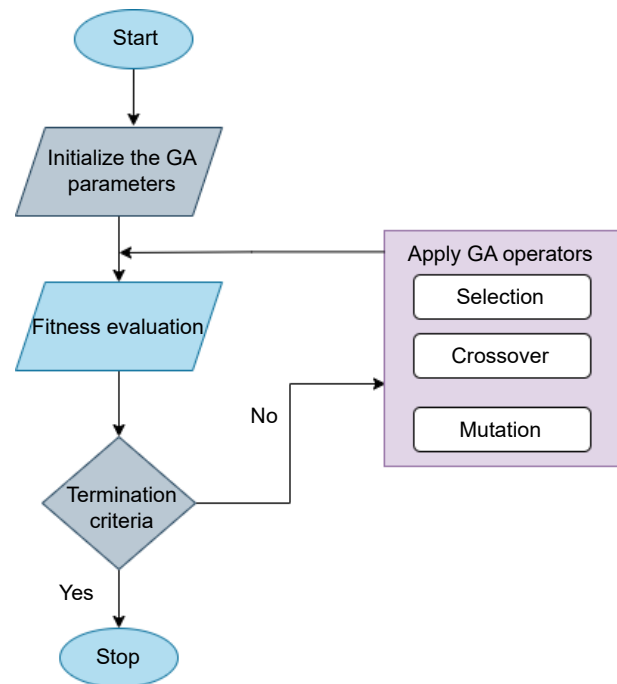 Start
Initialize the GA
parameters
Apply GA operators
Selection
Fitness evaluation
Crossover
No
Mutation
Termination
criteria
Yes
Stop